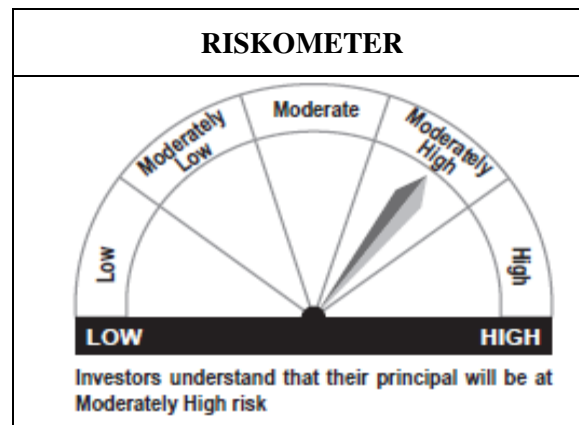 RISKOMETER
Moderate
Moderately
Low
Moderately
High
Low
High
LOW HIGH
Investors understand that their principal will be at
Moderately High risk